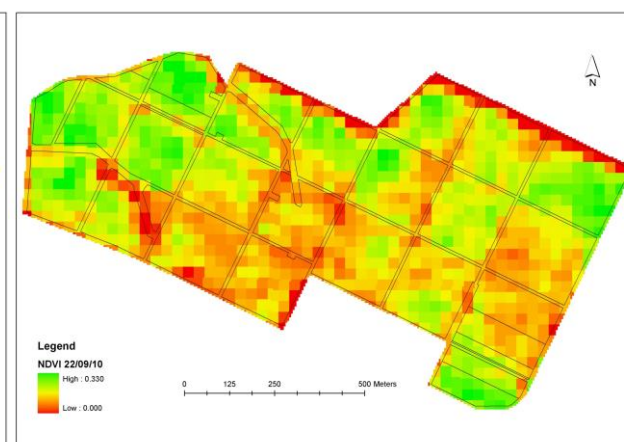 N
Legend
NDVI 22/09/10
High : 0.330
Low : 0.000
0 125 250 500 Meters